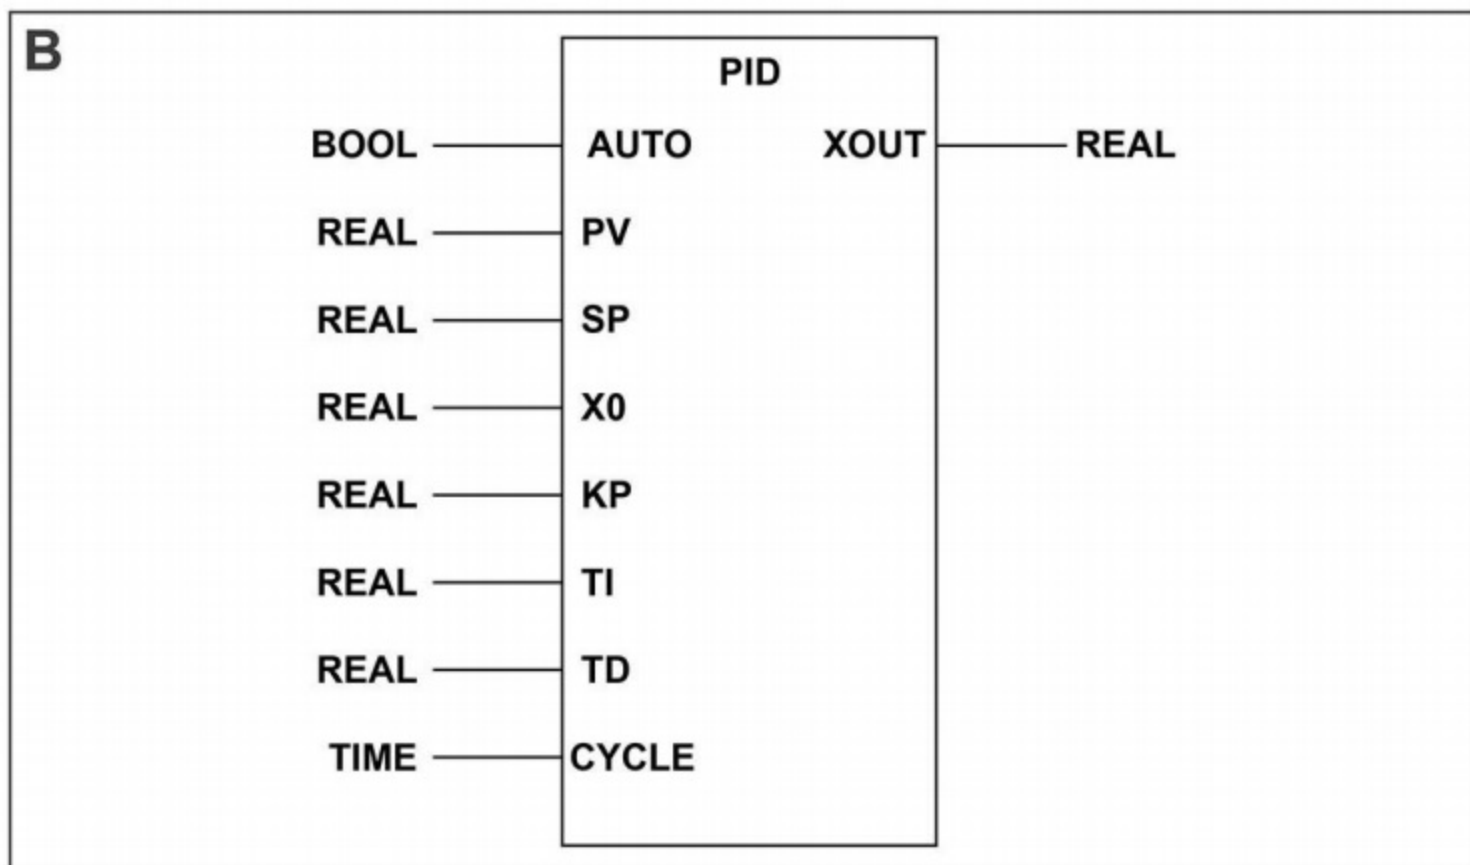 B
PID
BOOL AUTO XOUT REAL
REAL PV
REAL SP
REAL X0
REAL KP
REAL TI
REAL TD
TIME CYCLE